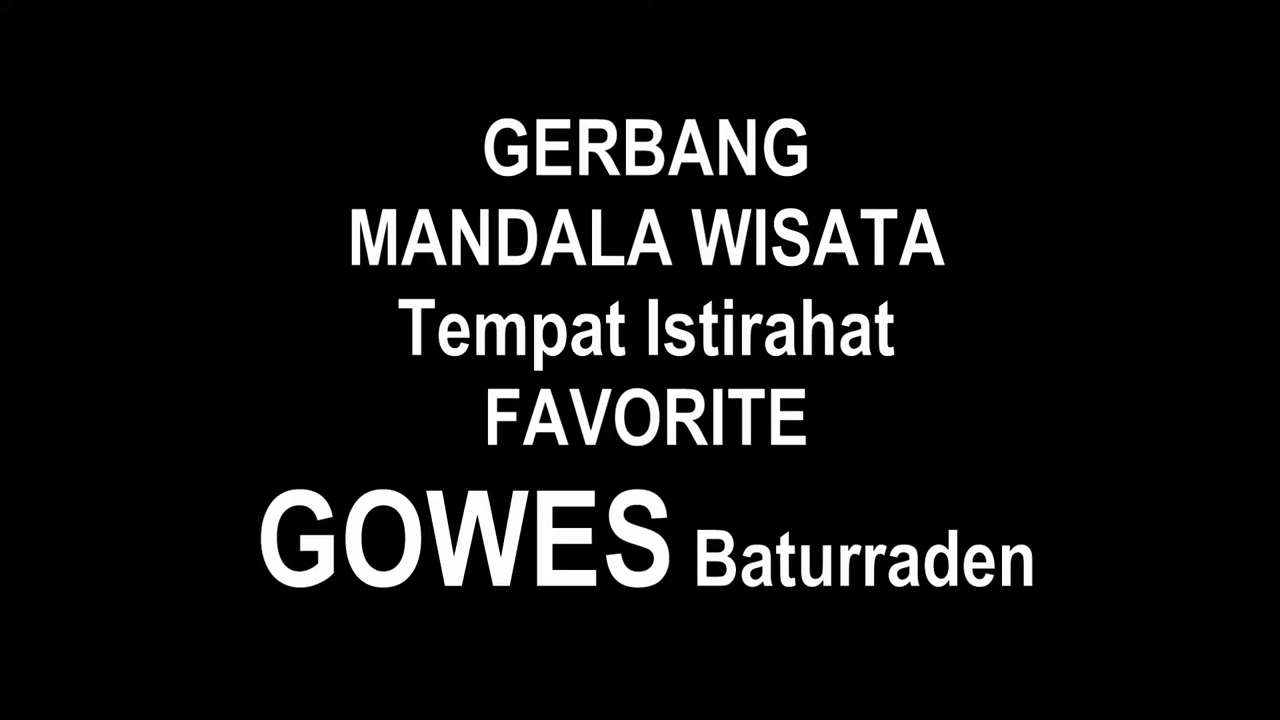 GERBANG
MANDALA WISATA
Tempat Istirahat
FAVORITE
GOWES Baturraden